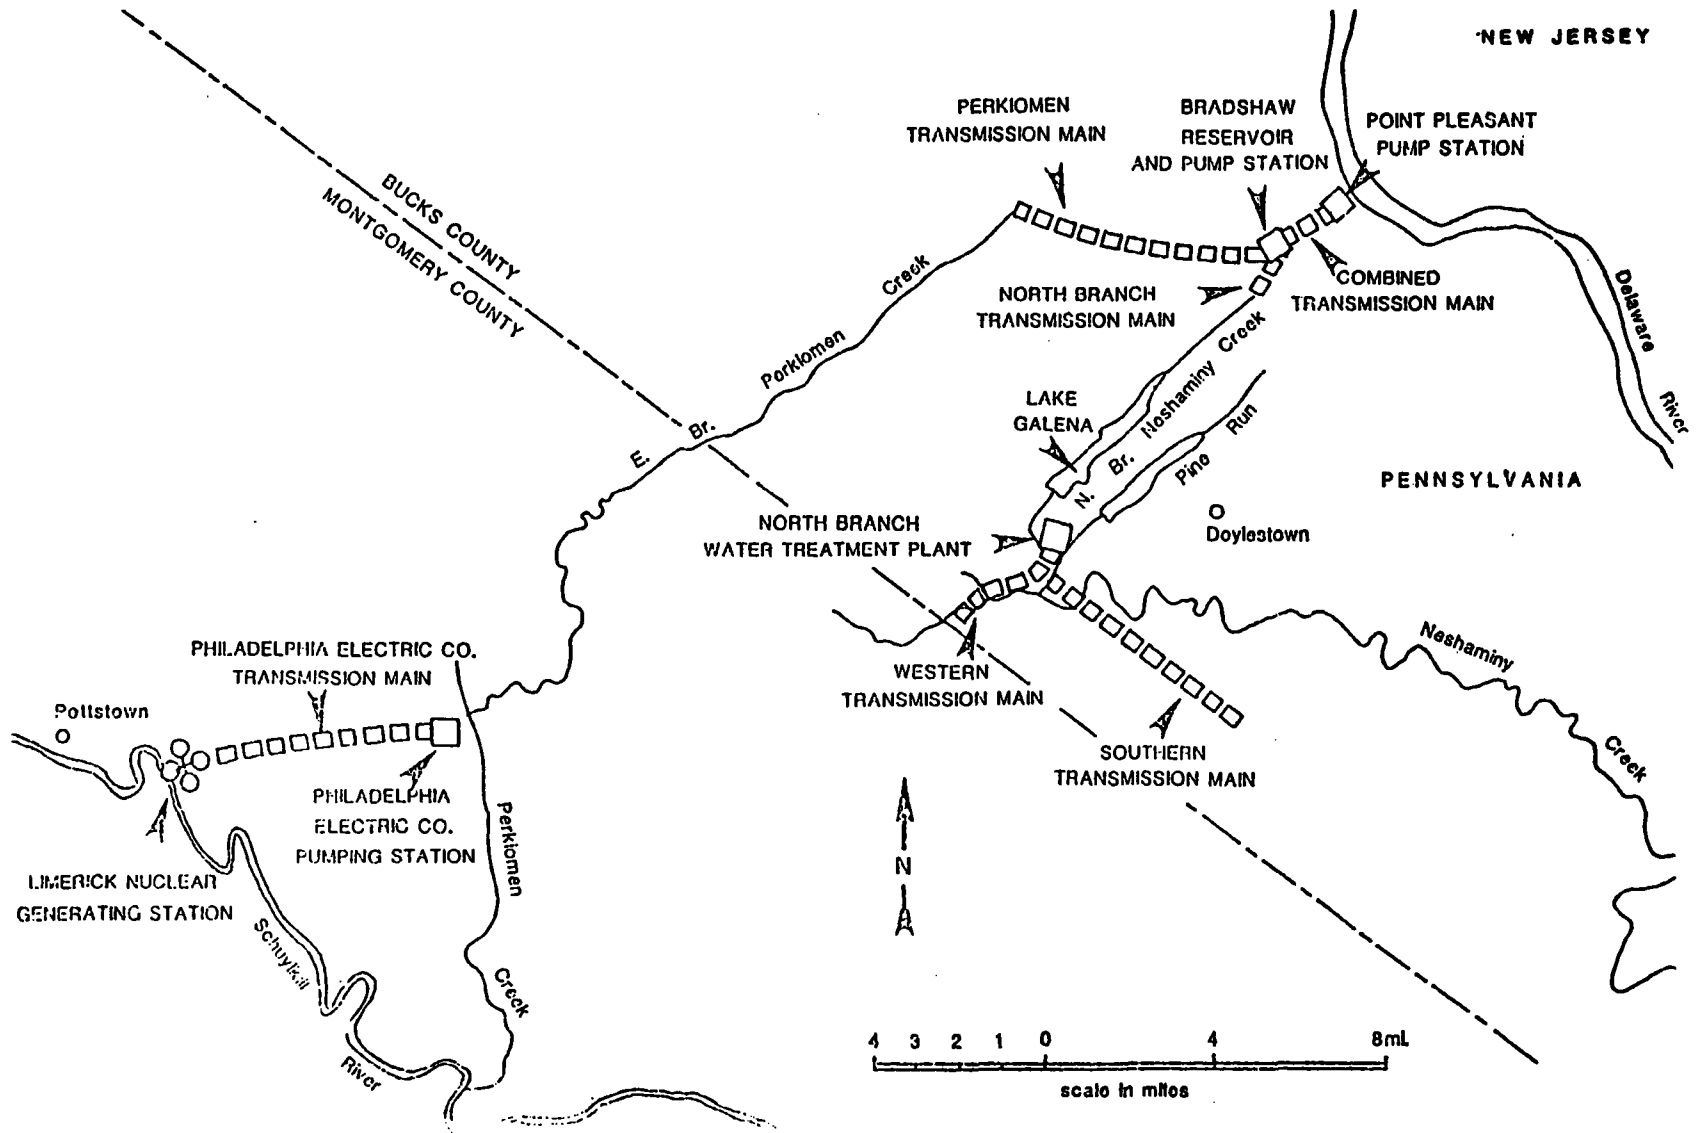 NEW JERSEY
PERKIOMEN
TRANSMISSION MAIN
BRADSHAW
RESERVOIR
AND PUMP STATION
POINT PLEASANT
PUMP STATION
BUCKS COUNTY
MONTGOMERY COUNTY
NORTH BRANCH
TRANSMISSION MAIN
COMBINED
TRANSMISSION MAIN
Delaware
River
E. Br. Perkiomen Creek
LAKE
GALENA
N. Br. Neshaminy Creek
Pine Run
PENNSYLVANIA
Doylestown
NORTH BRANCH
WATER TREATMENT PLANT
Neshaminy
Creek
WESTERN
TRANSMISSION MAIN
SOUTHERN
TRANSMISSION MAIN
PHILADELPHIA ELECTRIC CO.
TRANSMISSION MAIN
Pottstown
PHILADELPHIA
ELECTRIC CO.
PUMPING STATION
LIMERICK NUCLEAR
GENERATING STATION
Perkiomen
Creek
Schuylkill
River
N
4 3 2 1 0 4 8 mi.
scale in miles